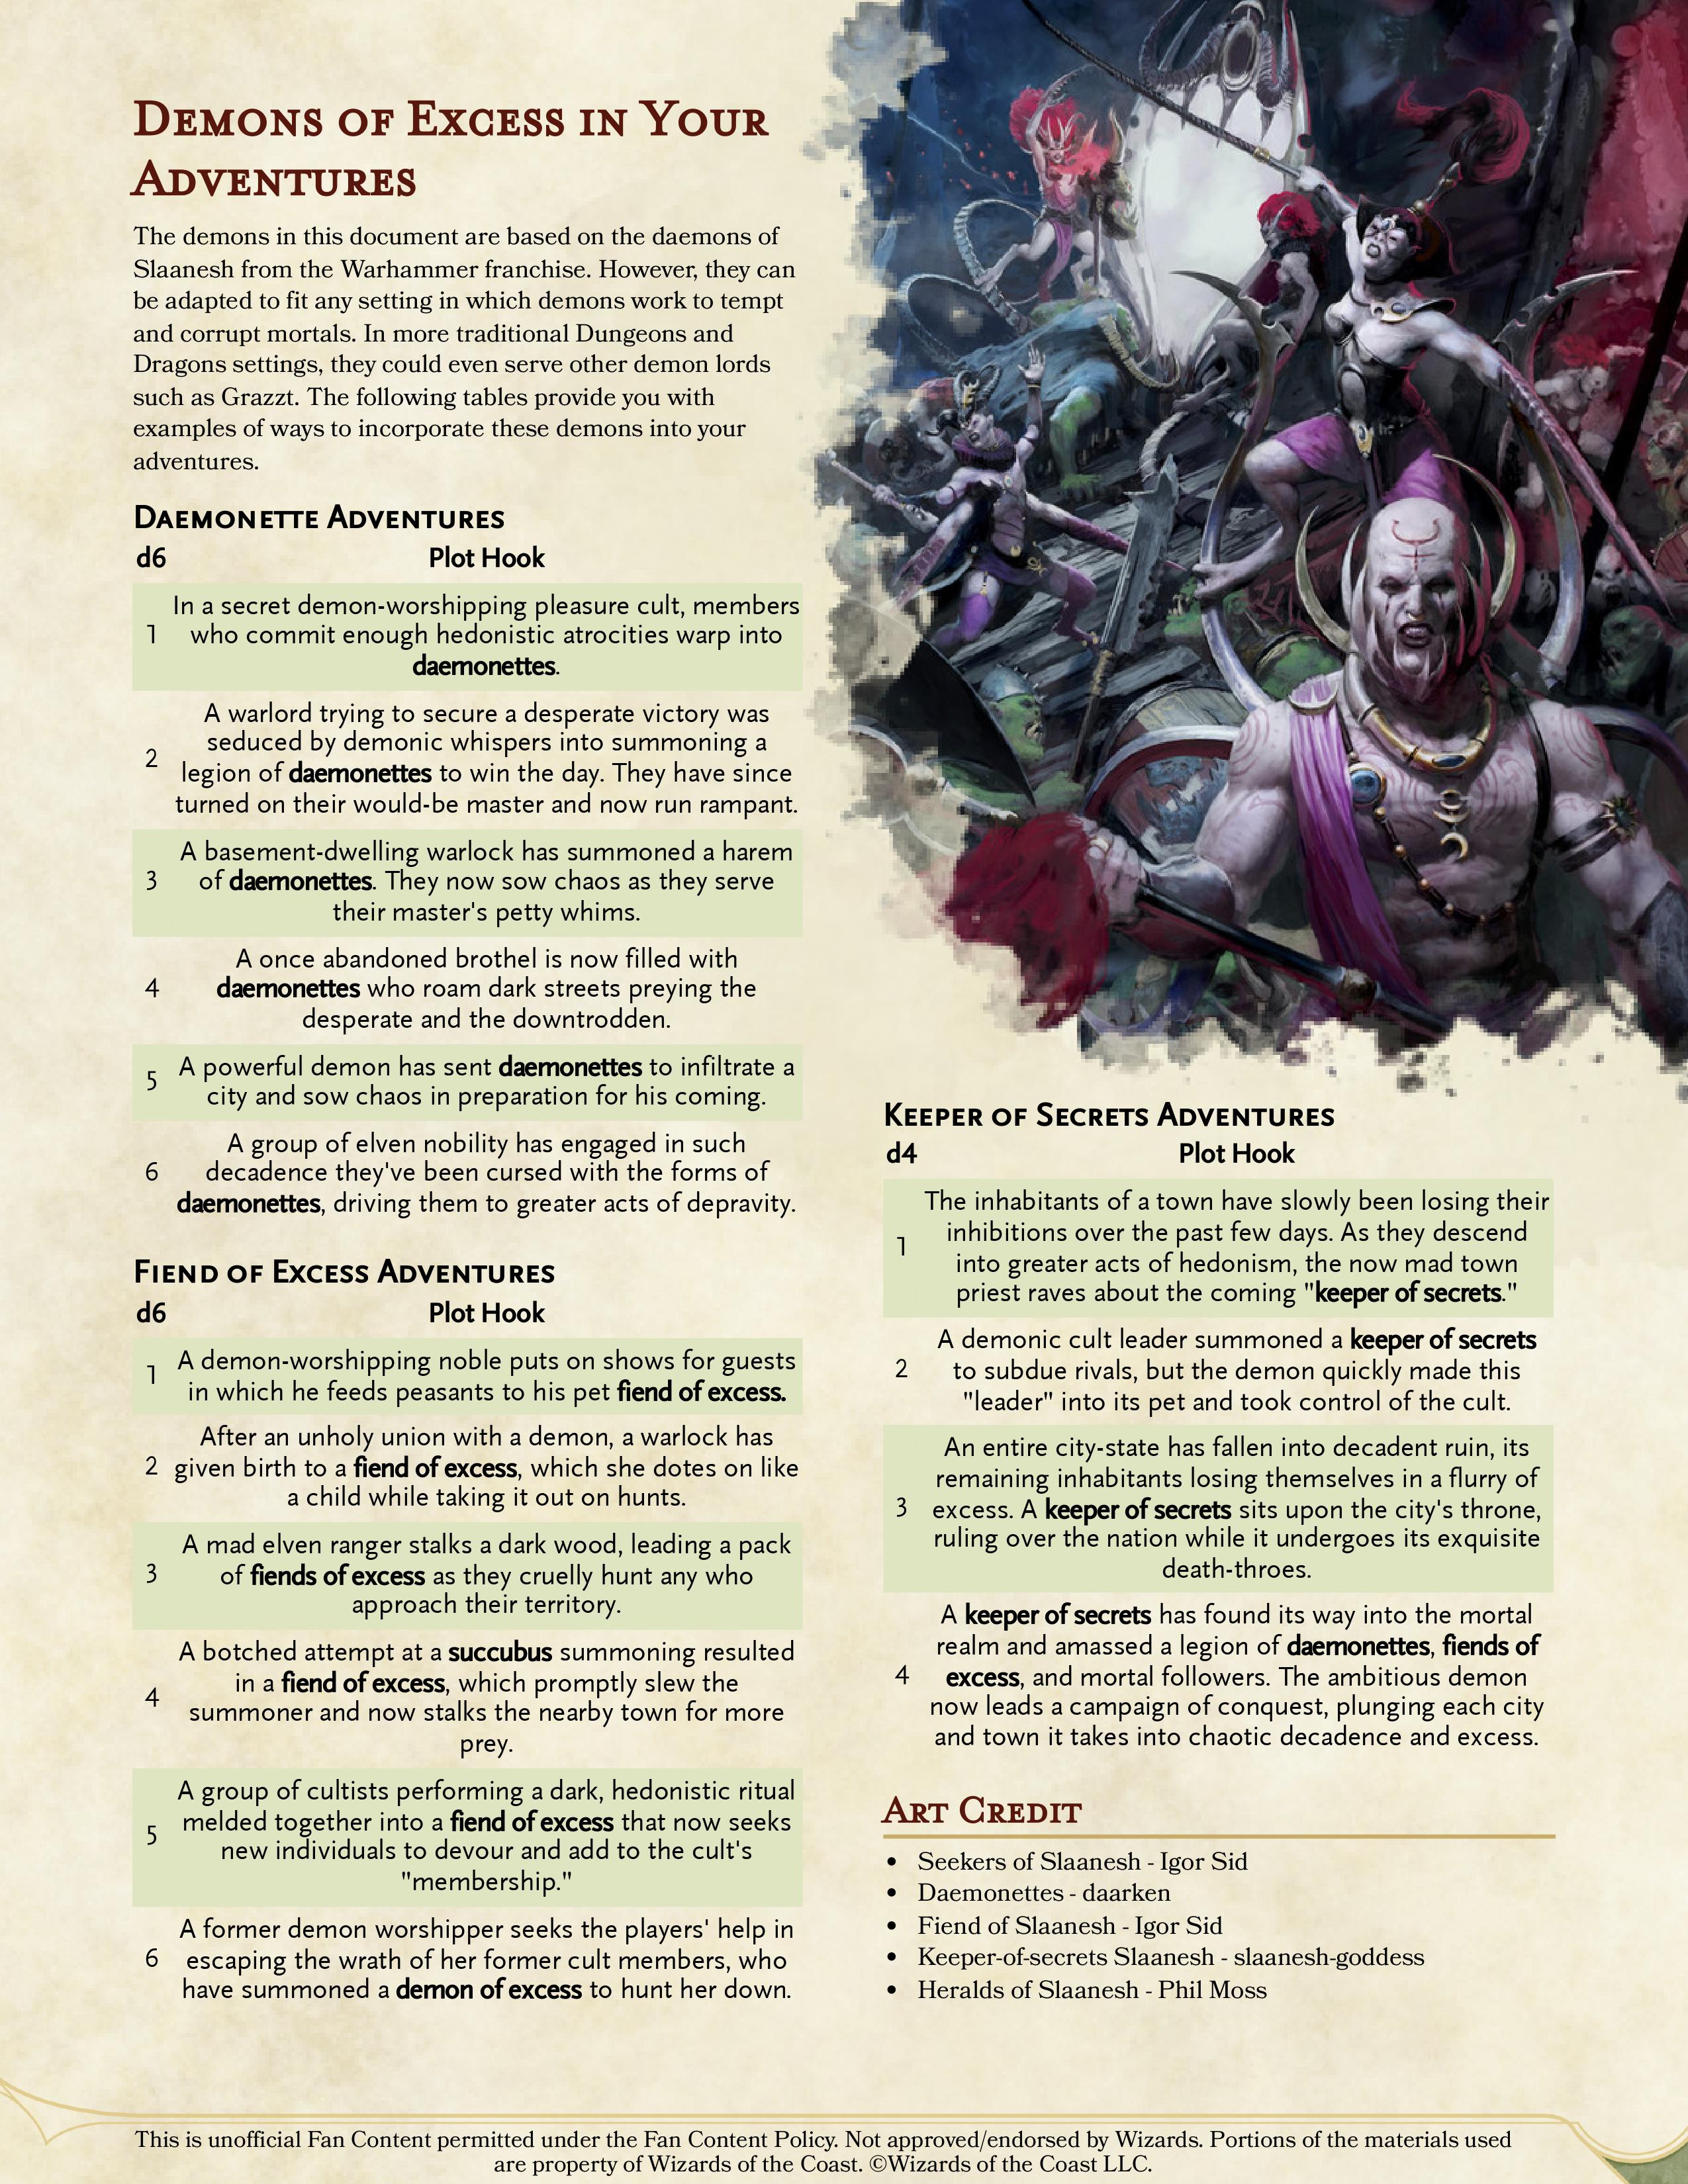 Demons of Excess in Your
Adventures
The demons in this document are based on the daemons of
Slaanesh from the Warhammer franchise. However, they can
be adapted to fit any setting in which demons work to tempt
and corrupt mortals. In more traditional Dungeons and
Dragons settings, they could even serve other demon lords
such as Grazzt. The following tables provide you with
examples of ways to incorporate these demons into your
adventures.
Daemonette Adventures
d6 Plot Hook
In a secret demon-worshipping pleasure cult, members
1 who commit enough hedonistic atrocities warp into
daemonettes.
A warlord trying to secure a desperate victory was
seduced by demonic whispers into summoning a
2 legion of daemonettes to win the day. They have since
turned on their would-be master and now run rampant.
A basement-dwelling warlock has summoned a harem
3 of daemonettes. They now sow chaos as they serve
their master's petty whims.
A once abandoned brothel is now filled with
4 daemonettes who roam dark streets preying the
desperate and the downtrodden.
5 A powerful demon has sent daemonettes to infiltrate a
city and sow chaos in preparation for his coming.
A group of elven nobility has engaged in such
6 decadence they've been cursed with the forms of
daemonettes, driving them to greater acts of depravity.
Fiend of Excess Adventures
d6 Plot Hook
1 A demon-worshipping noble puts on shows for guests
in which he feeds peasants to his pet fiend of excess.
After an unholy union with a demon, a warlock has
2 given birth to a fiend of excess, which she dotes on like
a child while taking it out on hunts.
A mad elven ranger stalks a dark wood, leading a pack
3 of fiends of excess as they cruelly hunt any who
approach their territory.
A botched attempt at a succubus summoning resulted
in a fiend of excess, which promptly slew the
4 summoner and now stalks the nearby town for more
prey.
A group of cultists performing a dark, hedonistic ritual
melded together into a fiend of excess that now seeks
5 new individuals to devour and add to the cult's
"membership."
A former demon worshipper seeks the players' help in
6 escaping the wrath of her former cult members, who
have summoned a demon of excess to hunt her down.
Keeper of Secrets Adventures
d4 Plot Hook
The inhabitants of a town have slowly been losing their
inhibitions over the past few days. As they descend
1 into greater acts of hedonism, the now mad town
priest raves about the coming "keeper of secrets."
A demonic cult leader summoned a keeper of secrets
2 to subdue rivals, but the demon quickly made this
"leader" into its pet and took control of the cult.
An entire city-state has fallen into decadent ruin, its
remaining inhabitants losing themselves in a flurry of
3 excess. A keeper of secrets sits upon the city's throne,
ruling over the nation while it undergoes its exquisite
death-throes.
A keeper of secrets has found its way into the mortal
realm and amassed a legion of daemonettes, fiends of
4 excess, and mortal followers. The ambitious demon
now leads a campaign of conquest, plunging each city
and town it takes into chaotic decadence and excess.
Art Credit
• Seekers of Slaanesh - Igor Sid
• Daemonettes - daarken
• Fiend of Slaanesh - Igor Sid
• Keeper-of-secrets Slaanesh - slaanesh-goddess
• Heralds of Slaanesh - Phil Moss
This is unofficial Fan Content permitted under the Fan Content Policy. Not approved/endorsed by Wizards. Portions of the materials used
are property of Wizards of the Coast. ©Wizards of the Coast LLC.